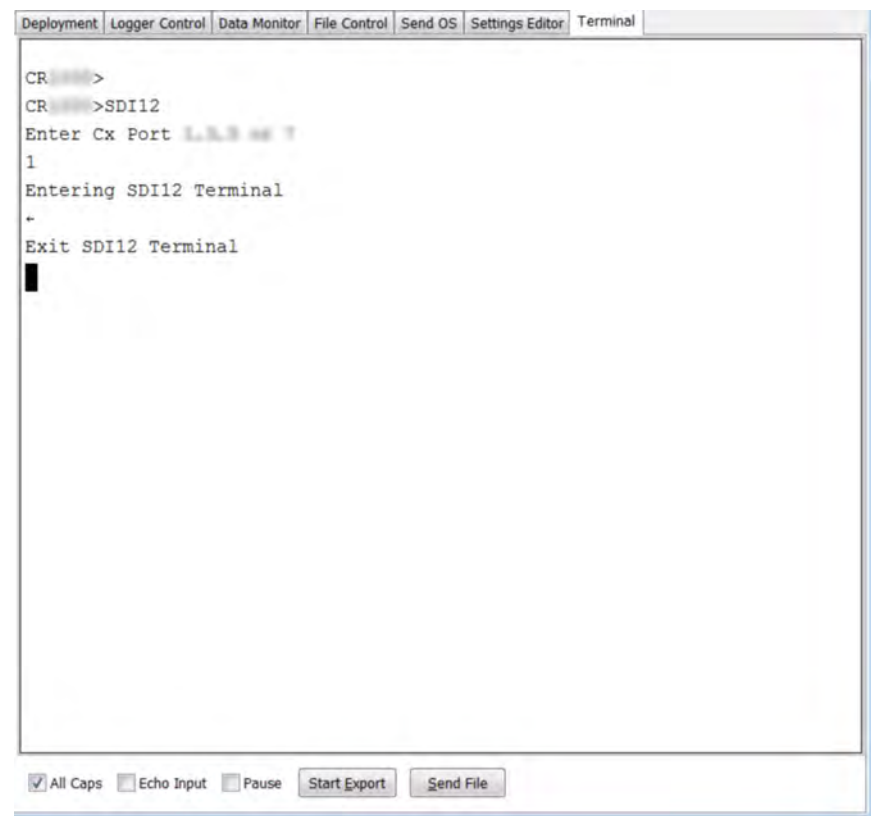 Deployment Logger Control Data Monitor File Control Send OS Settings Editor Terminal
CR >
CR >SDI12
Enter Cx Port
1
Entering SDI12 Terminal
←
Exit SDI12 Terminal
All Caps Echo Input Pause Start Export Send File